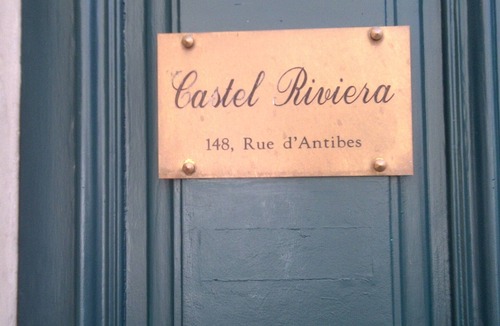 Castel Riviera
148, Rue d'Antibes